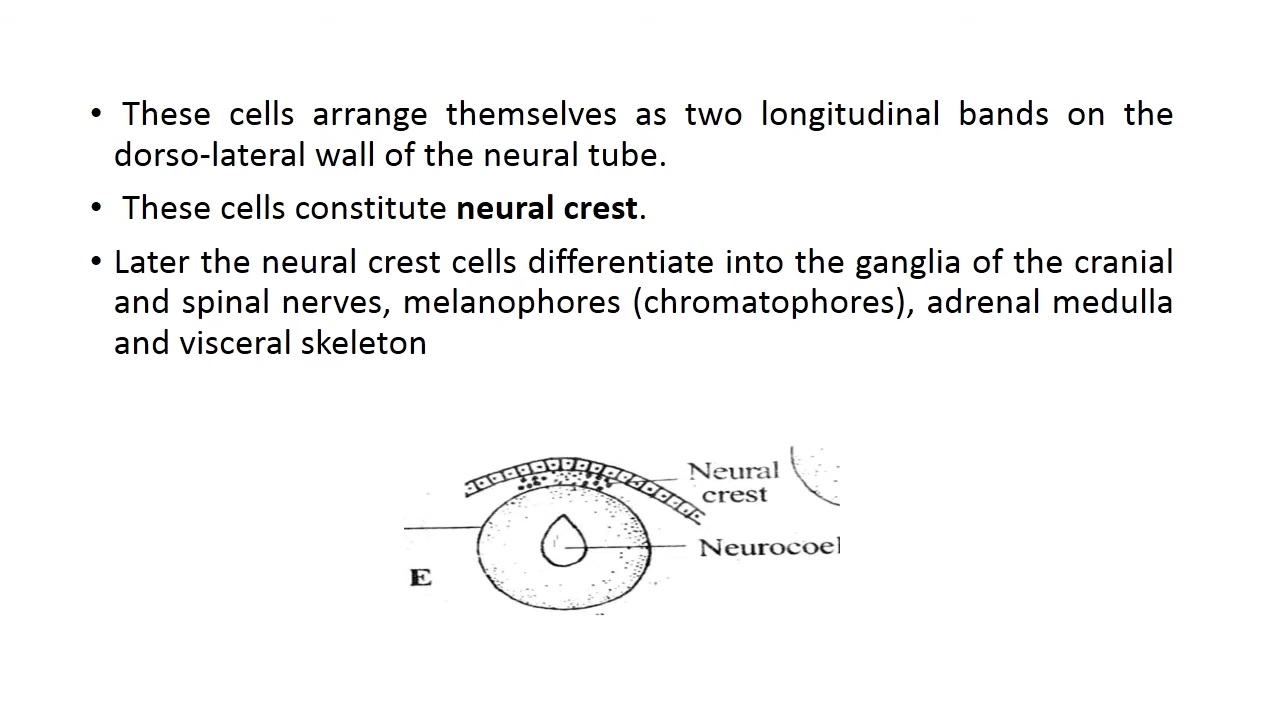 • These cells arrange themselves as two longitudinal bands on the
dorso-lateral wall of the neural tube.
• These cells constitute neural crest.
• Later the neural crest cells differentiate into the ganglia of the cranial
and spinal nerves, melanophores (chromatophores), adrenal medulla
and visceral skeleton
Neural
crest
Neurocoel
E